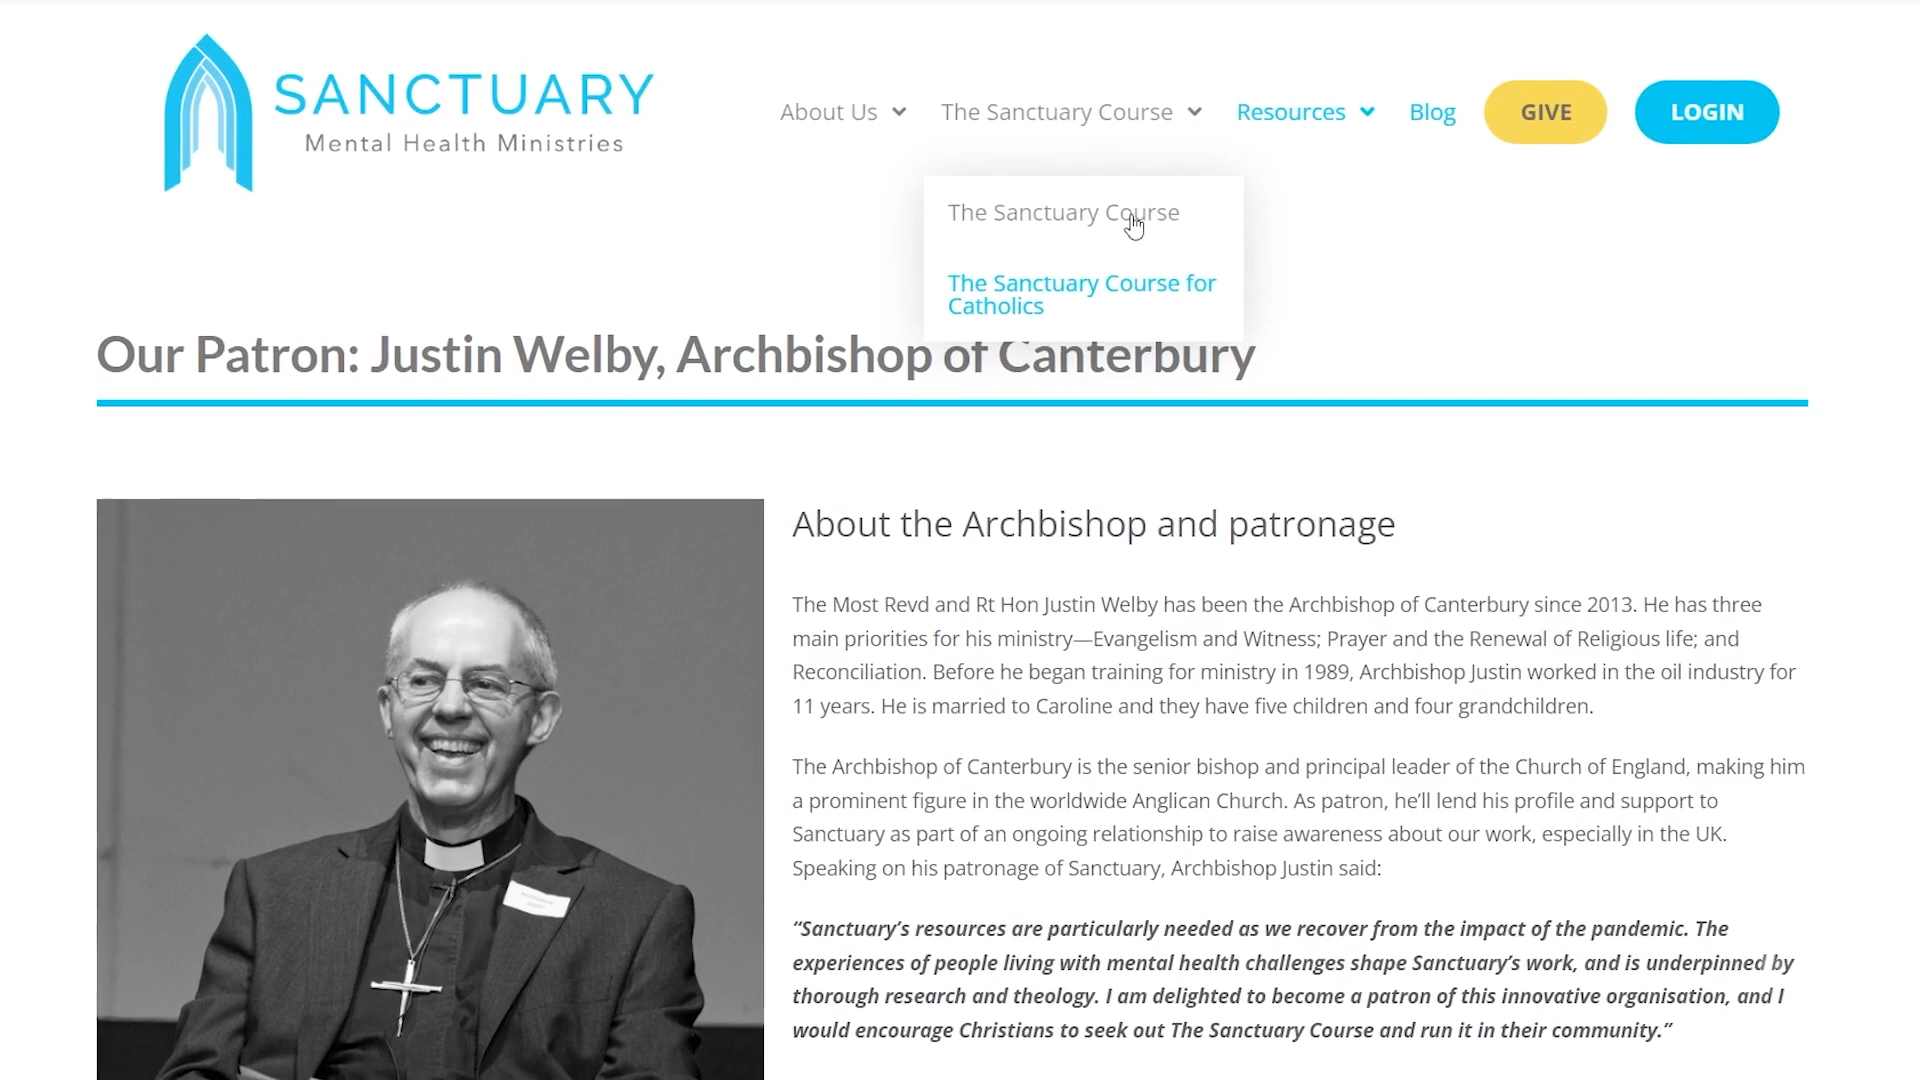 SANCTUARY
Mental Health Ministries
About Us
The Sanctuary Course
Resources
Blog
GIVE
LOGIN
The Sanctuary Course
The Sanctuary Course for
Catholics
Our Patron: Justin Welby, Archbishop of Canterbury
About the Archbishop and patronage
The Most Revd and Rt Hon Justin Welby has been the Archbishop of Canterbury since 2013. He has three
main priorities for his ministry—Evangelism and Witness; Prayer and the Renewal of Religious life; and
Reconciliation. Before he began training for ministry in 1989, Archbishop Justin worked in the oil industry for
11 years. He is married to Caroline and they have five children and four grandchildren.
The Archbishop of Canterbury is the senior bishop and principal leader of the Church of England, making him
a prominent figure in the worldwide Anglican Church. As patron, he’ll lend his profile and support to
Sanctuary as part of an ongoing relationship to raise awareness about our work, especially in the UK.
Speaking on his patronage of Sanctuary, Archbishop Justin said:
“Sanctuary’s resources are particularly needed as we recover from the impact of the pandemic. The
experiences of people living with mental health challenges shape Sanctuary’s work, and is underpinned by
thorough research and theology. I am delighted to become a patron of this innovative organisation, and I
would encourage Christians to seek out The Sanctuary Course and run it in their community.”